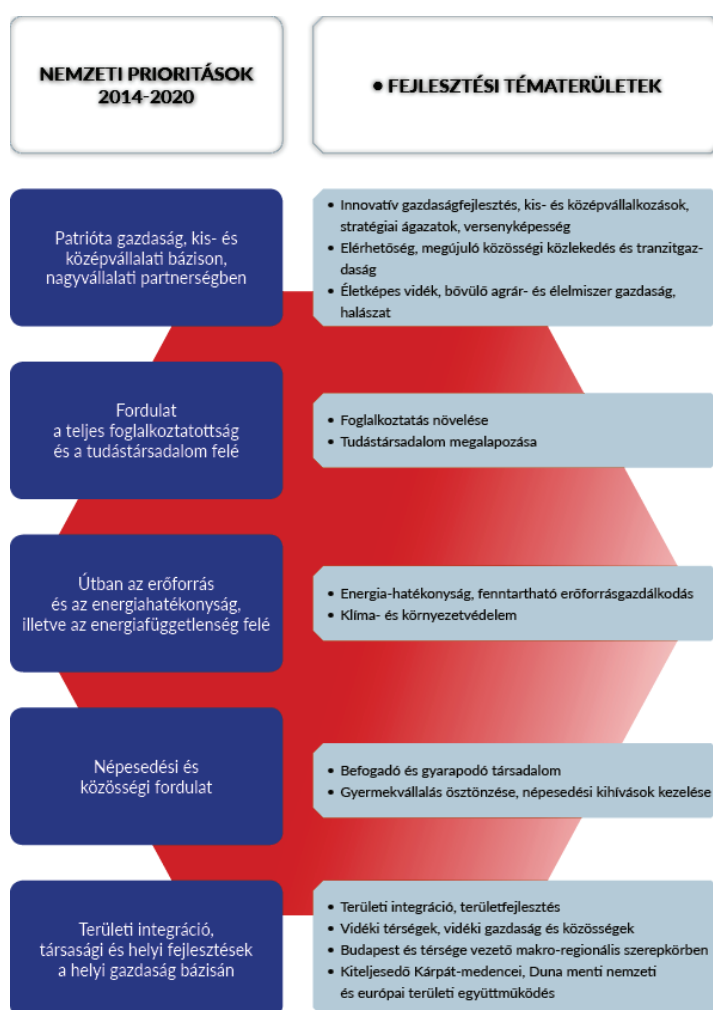 NEMZETI PRIORITÁSOK
2014-2020
• FEJLESZTÉSI TÉMATERÜLETEK
Patrióta gazdaság, kis- és
középvállalati bázison,
nagyvállalati partnerségben
• Innovatív gazdaságfejlesztés, kis- és középvállalkozások,
stratégiai ágazatok, versenyképesség
• Elérhetőség, megújuló közösségi közlekedés és tranzitgaz-
daság
• Életképes vidék, bővülő agrár- és élelmiszer gazdaság,
halászat
Fordulat
a teljes foglalkoztatottság
és a tudástársadalom felé
• Foglalkoztatás növelése
• Tudástársadalom megalapozása
Útban az erőforrás
és az energiahatékonyság,
illetve az energiafüggetlenség felé
• Energia-hatékonyság, fenntartható erőforrásgazdálkodás
• Klíma- és környezetvédelem
Népesedési és
közösségi fordulat
• Befogadó és gyarapodó társadalom
• Gyermekvállalás ösztönzése, népesedési kihívások kezelése
Területi integráció,
társasági és helyi fejlesztések
a helyi gazdaság bázisán
• Területi integráció, területfejlesztés
• Vidéki térségek, vidéki gazdaság és közösségek
• Budapest és térsége vezető makro-regionális szerepkörben
• Kiteljesedő Kárpát-medencei, Duna menti nemzeti
és európai területi együttműködés